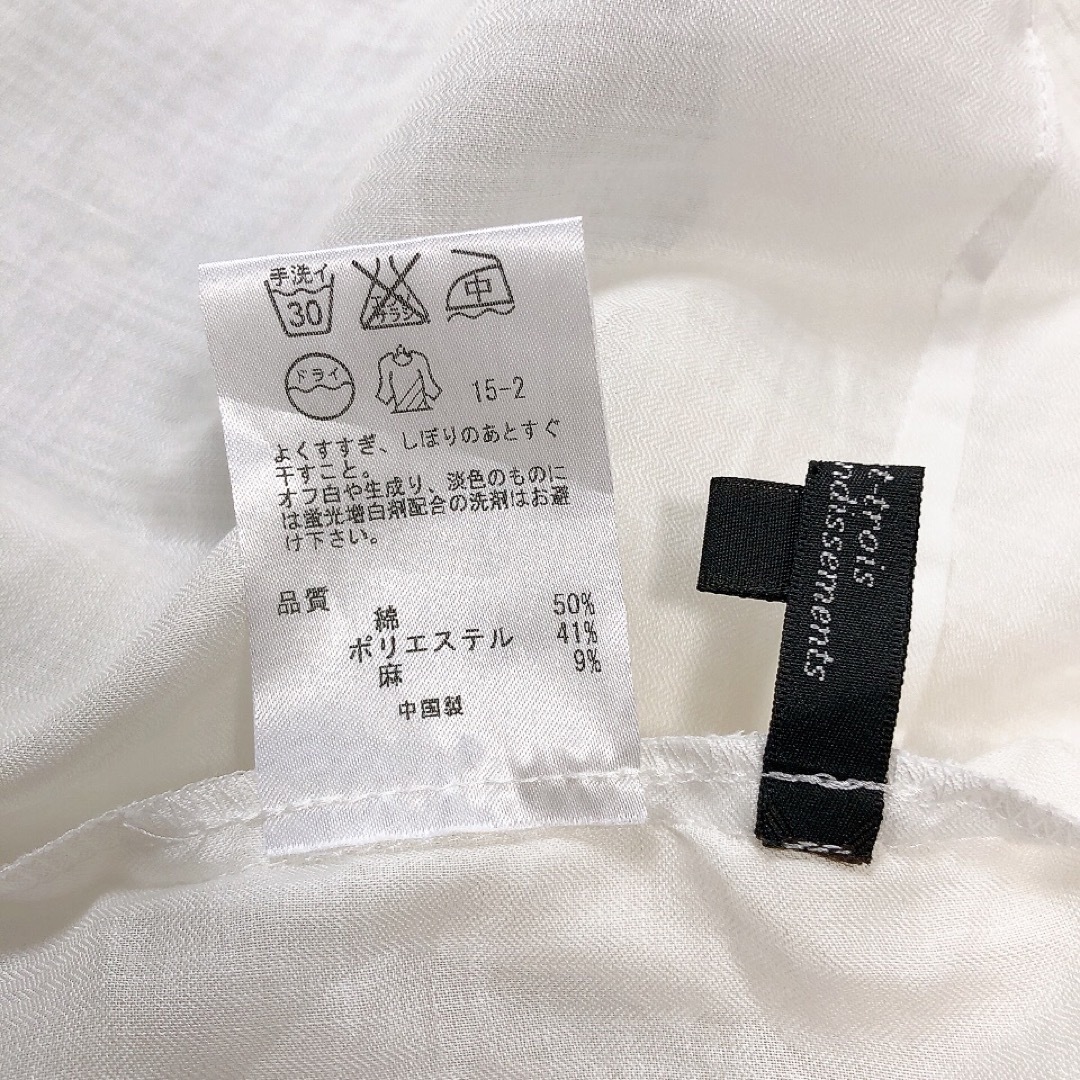 手洗イ
30
エンソサラシ
中
ドライ
15-2
よくすすぎ、しぼりのあとすぐ
干すこと。
オフ白や生成り、淡色のものに
は蛍光増白剤配合の洗剤はお避
け下さい。
品質
綿 50%
ポリエステル 41%
麻 9%
中国製
t-trois
ndissements